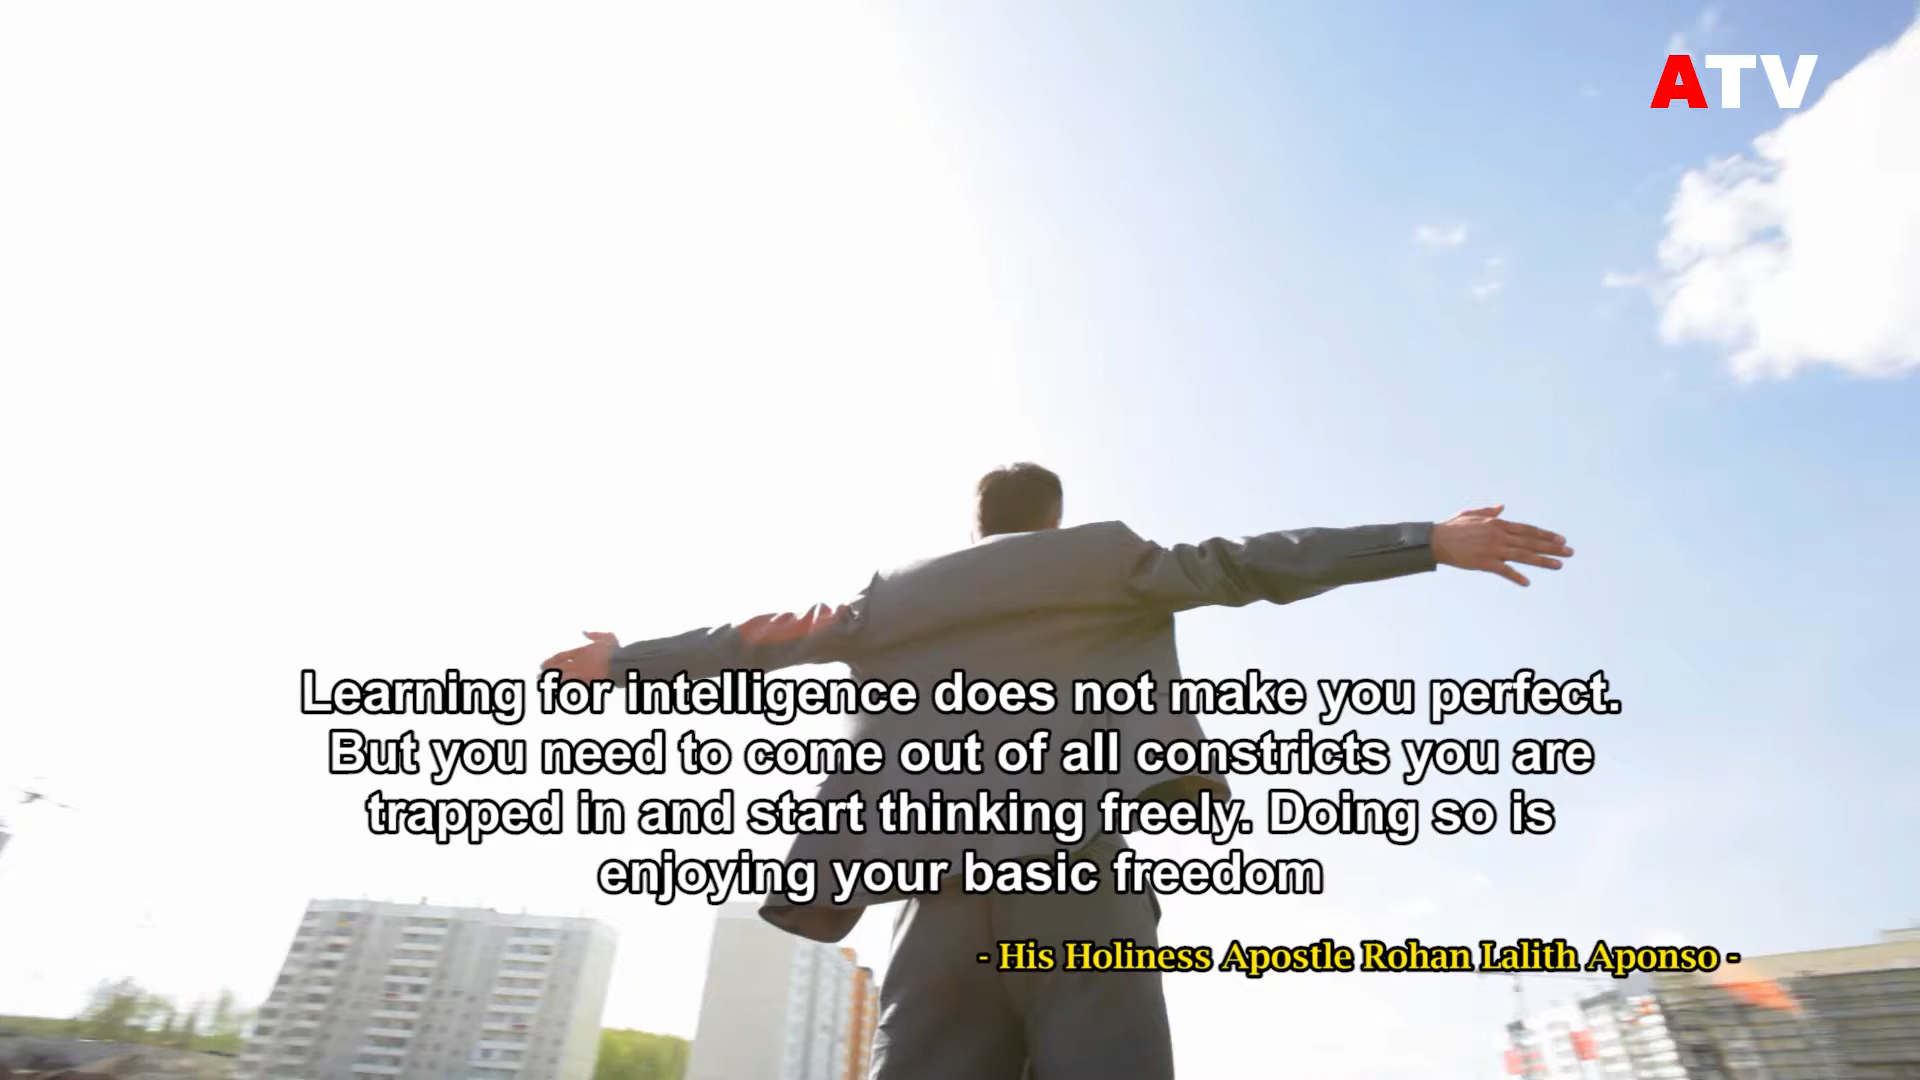 ATV
Learning for intelligence does not make you perfect.
But you need to come out of all constricts you are
trapped in and start thinking freely. Doing so is
enjoying your basic freedom
- His Holiness Apostle Rohan Lalith Aponso -